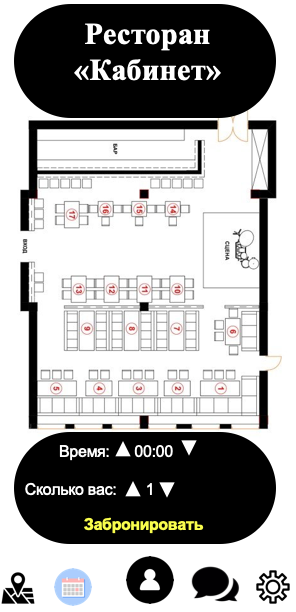 Ресторан
«Кабинет»
БАР
17
16
15
14
СЦЕНА
ВХОД
13
12
11
10
9
8
7
6
5
4
3
2
1
Время: 00:00
Сколько вас: 1
Забронировать